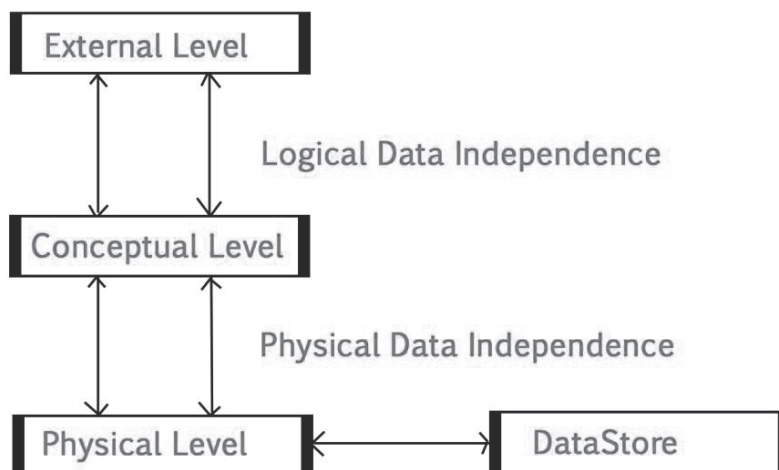 External Level
Logical Data Independence
Conceptual Level
Physical Data Independence
Physical Level
DataStore